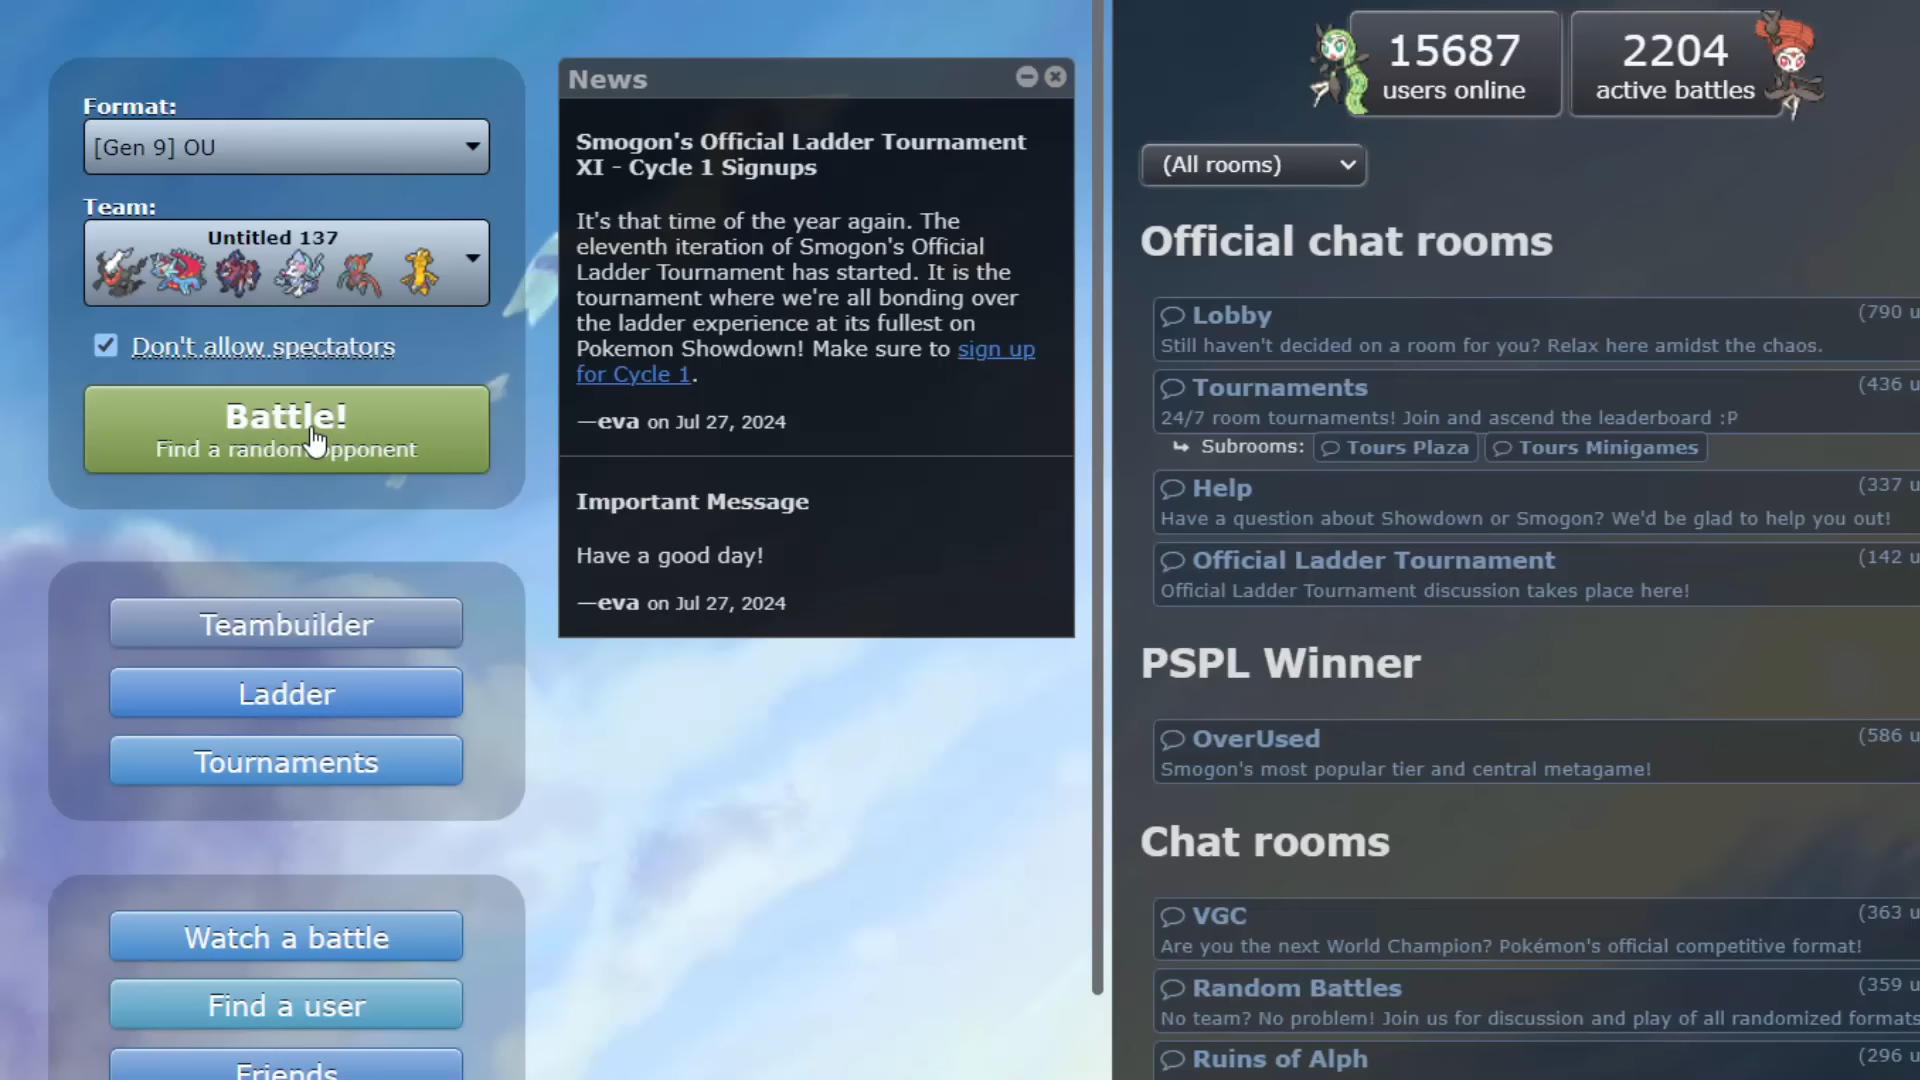 Format:
[Gen 9] OU
Team:
Untitled 137
Don't allow spectators
Battle!
Find a random opponent
Teambuilder
Ladder
Tournaments
Watch a battle
Find a user
Friends
News
Smogon's Official Ladder Tournament
XI - Cycle 1 Signups
It's that time of the year again. The
eleventh iteration of Smogon's Official
Ladder Tournament has started. It is the
tournament where we're all bonding over
the ladder experience at its fullest on
Pokemon Showdown! Make sure to sign up
for Cycle 1.
—eva on Jul 27, 2024
Important Message
Have a good day!
—eva on Jul 27, 2024
15687
users online
2204
active battles
(All rooms)
Official chat rooms
Lobby (790 u
Still haven't decided on a room for you? Relax here amidst the chaos.
Tournaments (436 u
24/7 room tournaments! Join and ascend the leaderboard :P
Subrooms: Tours Plaza Tours Minigames
Help (337 u
Have a question about Showdown or Smogon? We'd be glad to help you out!
Official Ladder Tournament (142 u
Official Ladder Tournament discussion takes place here!
PSPL Winner
OverUsed (586 u
Smogon's most popular tier and central metagame!
Chat rooms
VGC (363 u
Are you the next World Champion? Pokémon's official competitive format!
Random Battles (359 u
No team? No problem! Join us for discussion and play of all randomized formats
Ruins of Alph (296 u